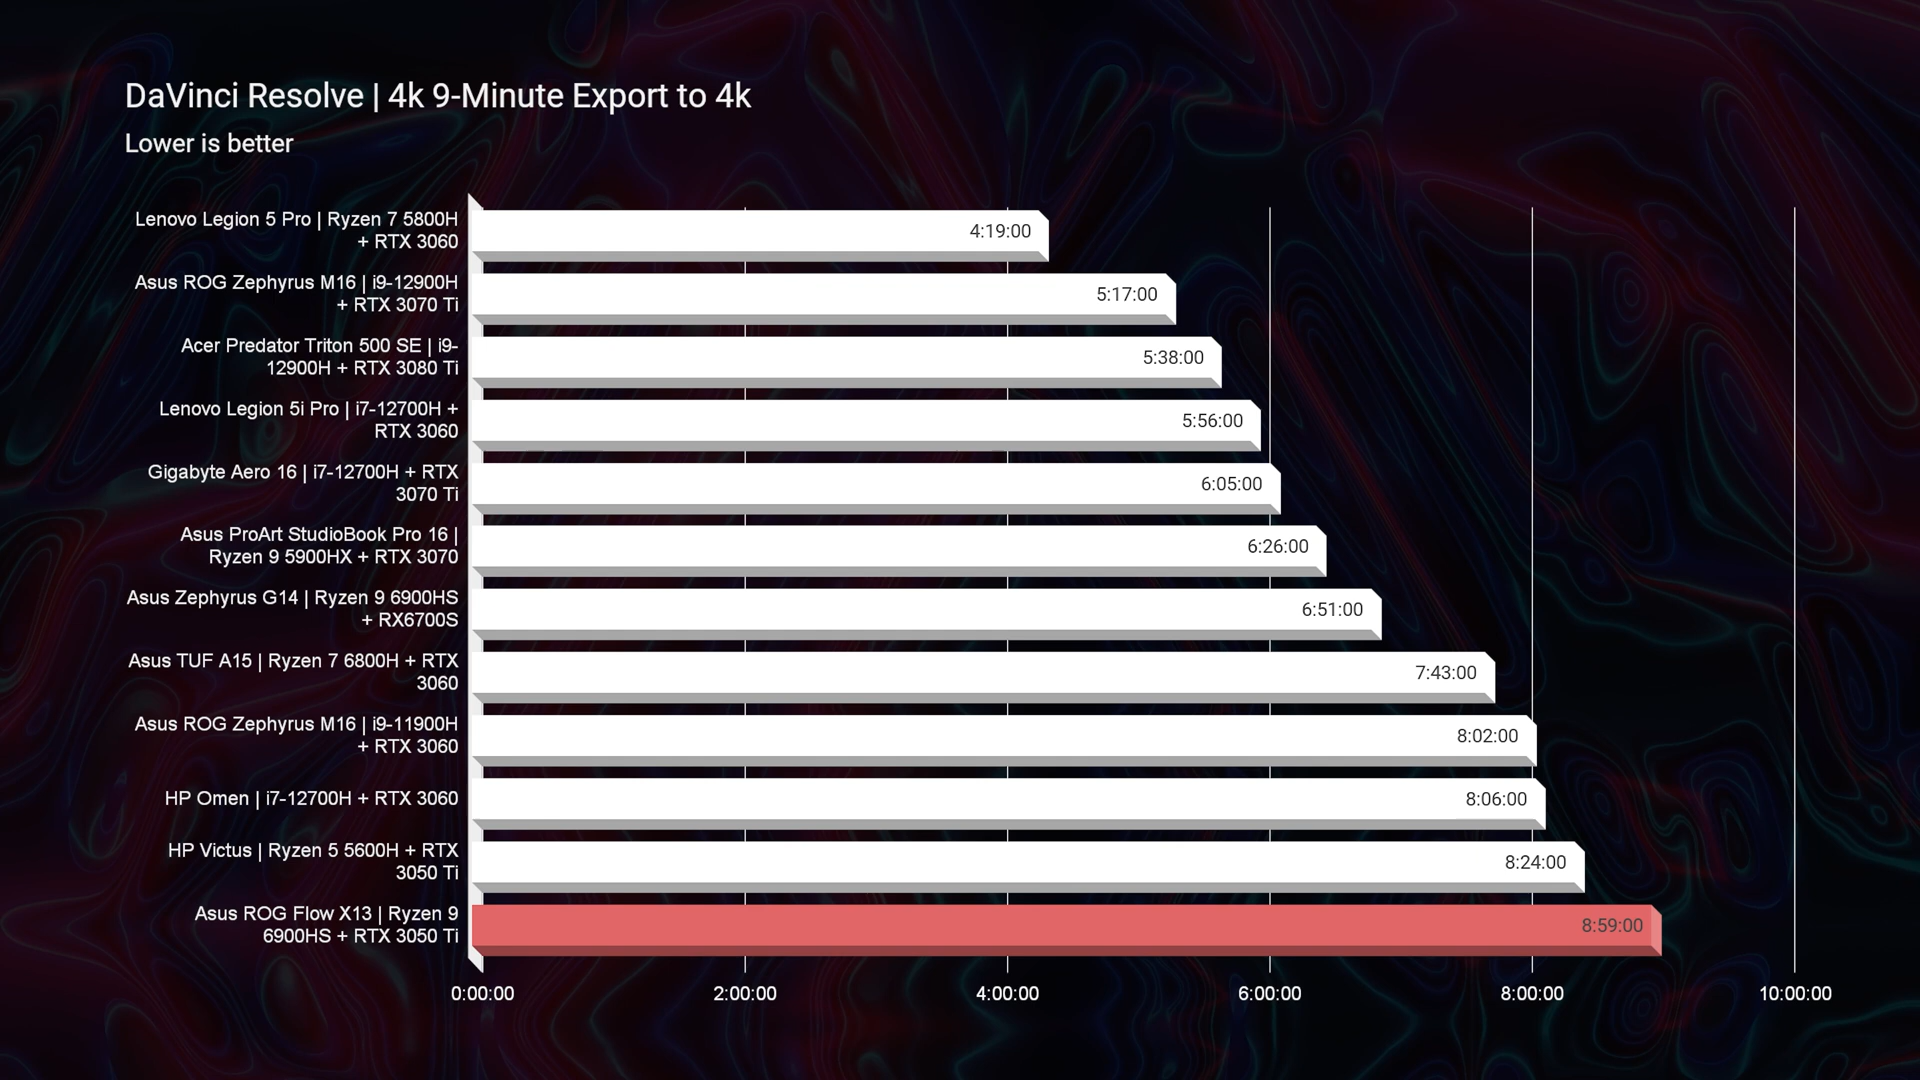 DaVinci Resolve | 4k 9-Minute Export to 4k
Lower is better
Lenovo Legion 5 Pro | Ryzen 7 5800H
+ RTX 3060
4:19:00
Asus ROG Zephyrus M16 | i9-12900H
+ RTX 3070 Ti
5:17:00
Acer Predator Triton 500 SE | i9-
12900H + RTX 3080 Ti
5:38:00
Lenovo Legion 5i Pro | i7-12700H +
RTX 3060
5:56:00
Gigabyte Aero 16 | i7-12700H + RTX
3070 Ti
6:05:00
Asus ProArt StudioBook Pro 16 |
Ryzen 9 5900HX + RTX 3070
6:26:00
Asus Zephyrus G14 | Ryzen 9 6900HS
+ RX6700S
6:51:00
Asus TUF A15 | Ryzen 7 6800H + RTX
3060
7:43:00
Asus ROG Zephyrus M16 | i9-11900H
+ RTX 3060
8:02:00
HP Omen | i7-12700H + RTX 3060
8:06:00
HP Victus | Ryzen 5 5600H + RTX
3050 Ti
8:24:00
Asus ROG Flow X13 | Ryzen 9
6900HS + RTX 3050 Ti
8:59:00
0:00:00 2:00:00 4:00:00 6:00:00 8:00:00 10:00:00